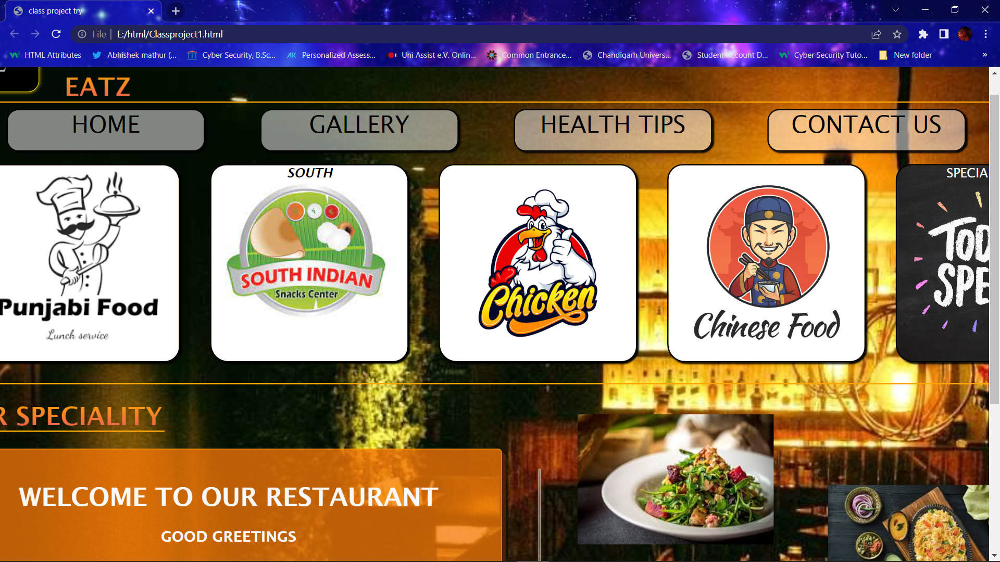 class project try
File | E:/html/Classproject1.html
HTML Attributes
Abhishek mathur (...
Cyber Security, B.Sc...
Personalized Assess...
Uni Assist e.V. Onlin...
Common Entrance...
Chandigarh Univers...
Student Account D...
Cyber Security Tuto...
New folder
»
EATZ
HOME
GALLERY
HEALTH TIPS
CONTACT US
Punjabi Food
Lunch service
SOUTH
SOUTH INDIAN
Snacks Center
Chicken
Chinese Food
SPECIA
TOD
SPE
R SPECIALITY
WELCOME TO OUR RESTAURANT
GOOD GREETINGS